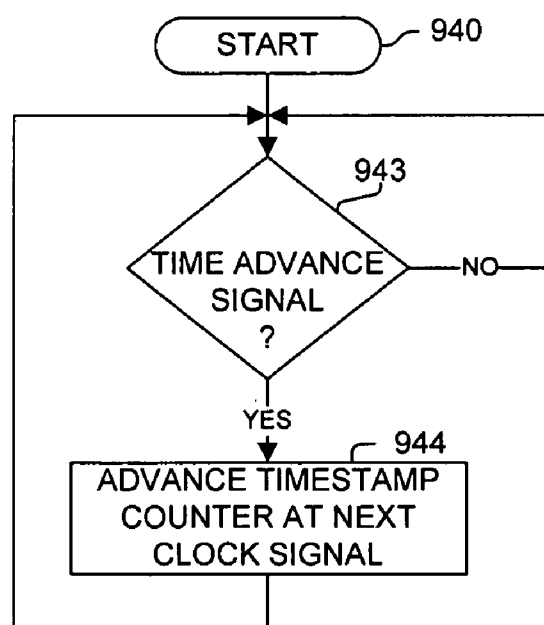 START
940
943
TIME ADVANCE
SIGNAL
?
NO
YES
944
ADVANCE TIMESTAMP
COUNTER AT NEXT
CLOCK SIGNAL